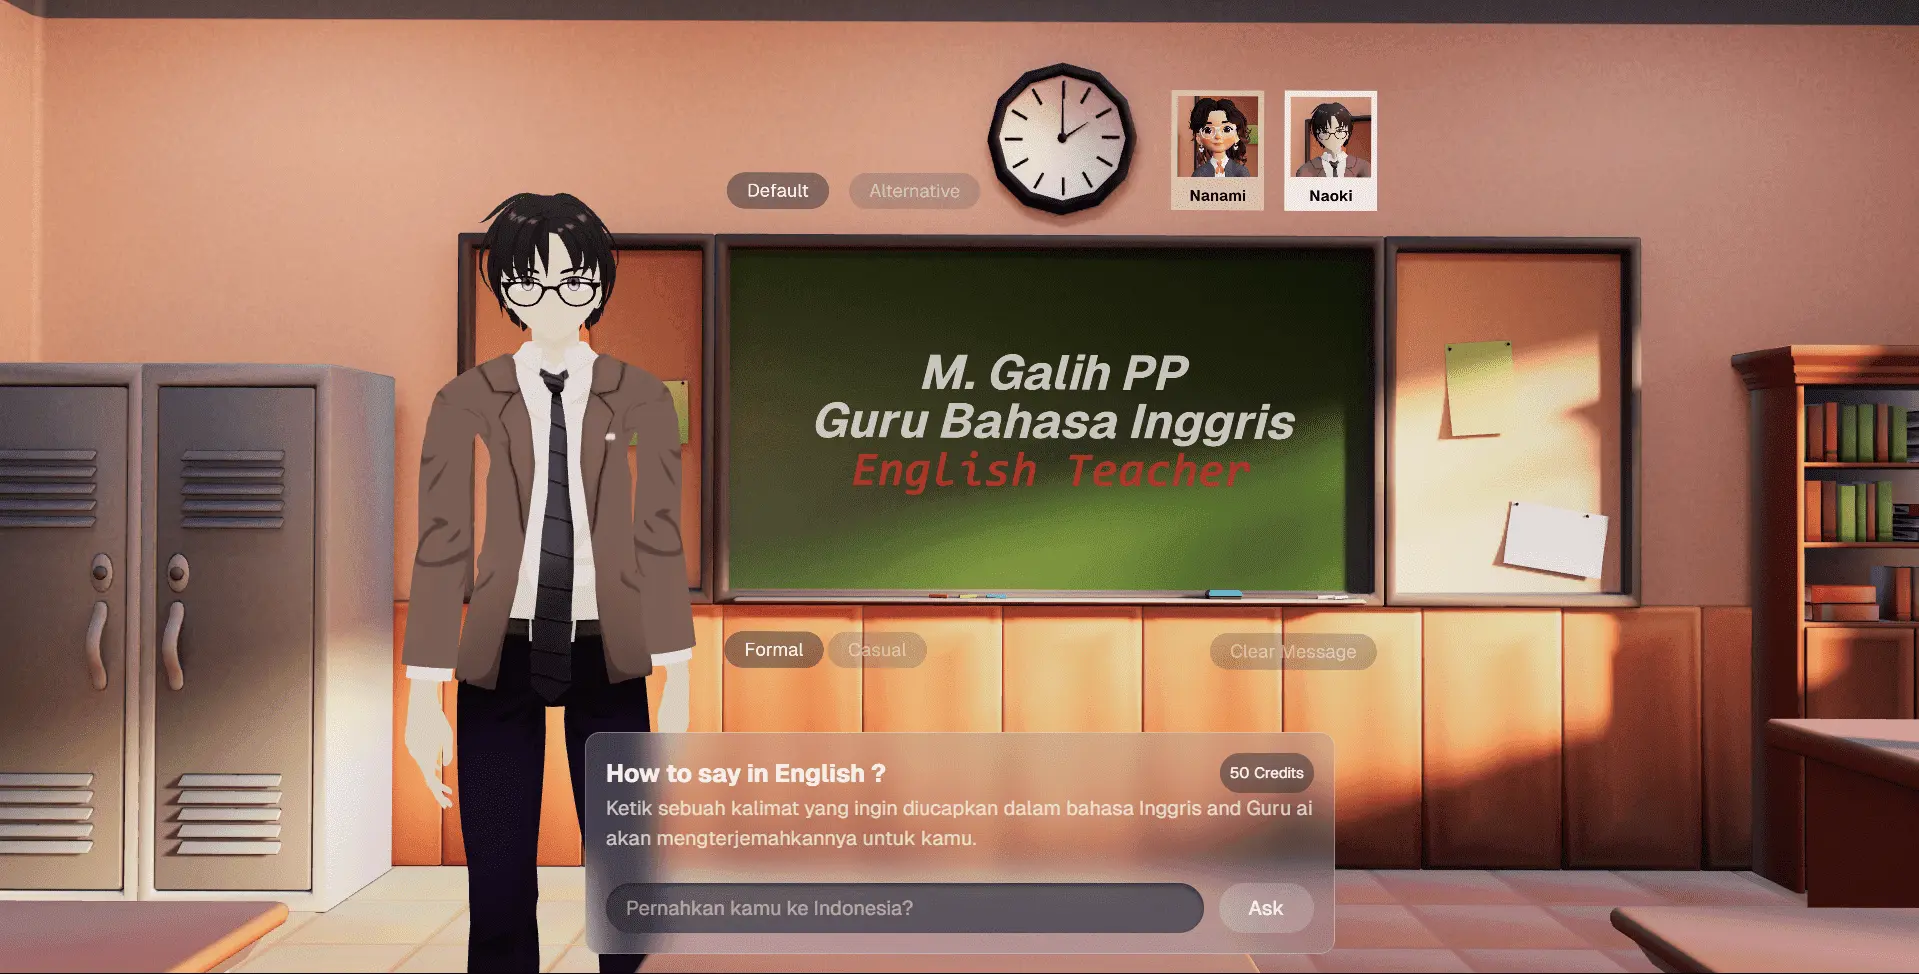 Nanami
Naoki
Default
Alternative
M. Galih PP
Guru Bahasa Inggris
English Teacher
Formal
Casual
Clear Message
How to say in English ?
50 Credits
Ketik sebuah kalimat yang ingin diucapkan dalam bahasa Inggris and Guru ai
akan mengterjemahkannya untuk kamu.
Pernahkan kamu ke Indonesia?
Ask